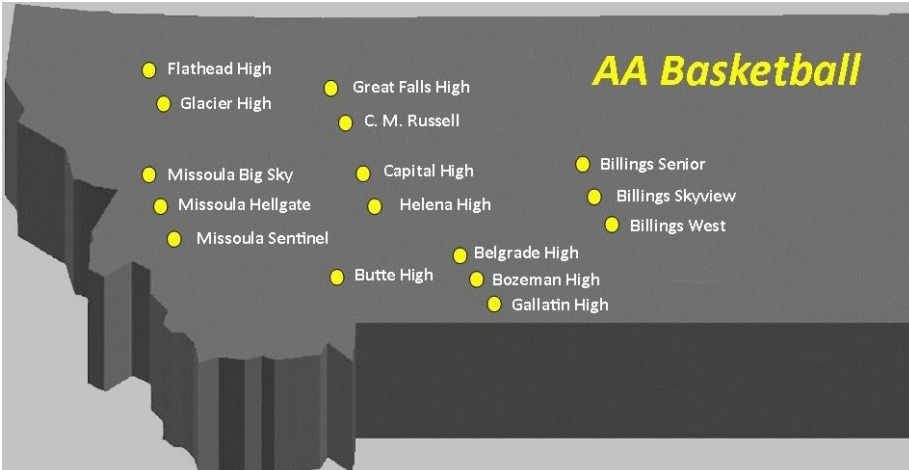 AA Basketball
Flathead High
Glacier High
Great Falls High
C. M. Russell
Missoula Big Sky
Missoula Hellgate
Missoula Sentinel
Capital High
Helena High
Butte High
Belgrade High
Bozeman High
Gallatin High
Billings Senior
Billings Skyview
Billings West